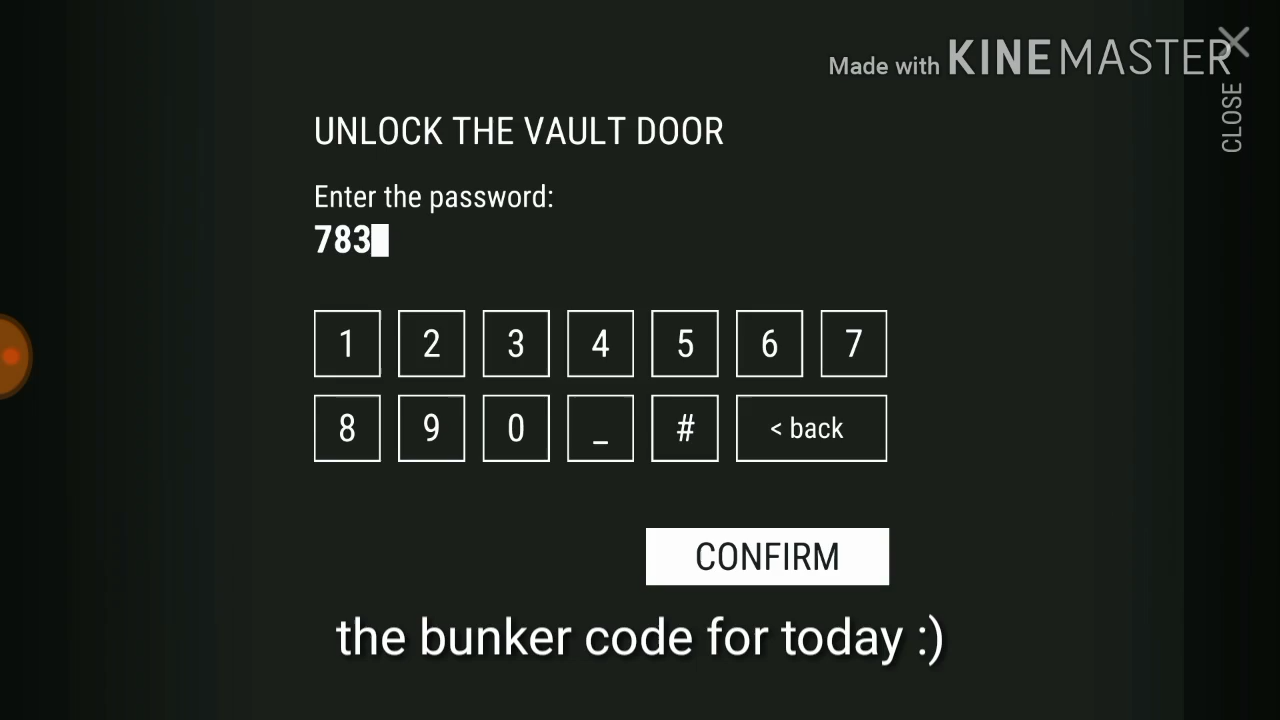 Made with KINEMASTER
CLOSE
UNLOCK THE VAULT DOOR
Enter the password:
783
1 2 3 4 5 6 7
8 9 0 _ # < back
CONFIRM
the bunker code for today :)